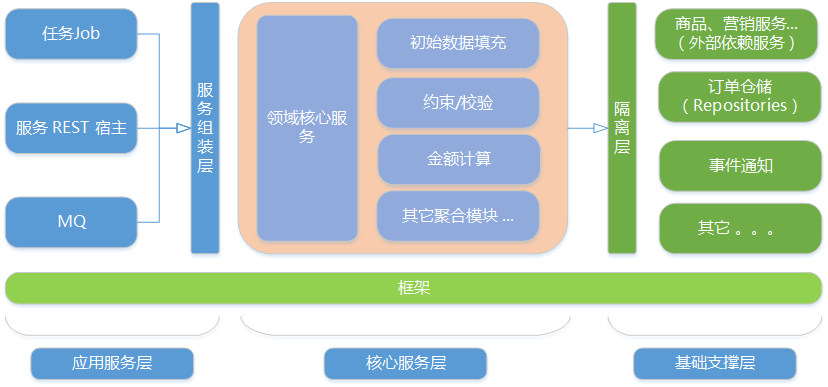 任务Job
服务 REST 宿主
MQ
服务组装层
领域核心服
务
初始数据填充
约束/校验
金额计算
其它聚合模块 ...
隔离层
商品、营销服务...
（外部依赖服务）
订单仓储
（Repositories）
事件通知
其它 。。。
框架
应用服务层
核心服务层
基础支撑层